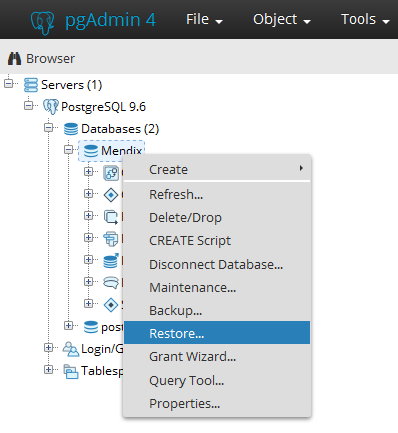 pgAdmin 4 File Object Tools
Browser
Servers (1)
PostgreSQL 9.6
Databases (2)
Mendix
Create
Refresh...
Delete/Drop
CREATE Script
Disconnect Database...
Maintenance...
Backup...
post
Restore...
Login/G
Grant Wizard...
Tablesp
Query Tool...
Properties...